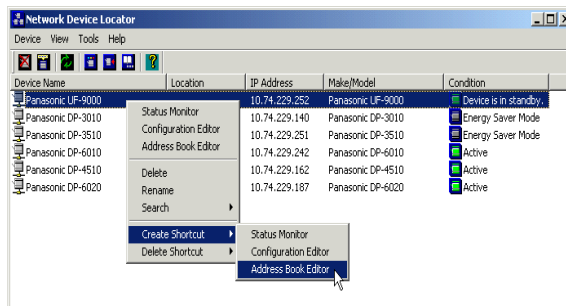 Network Device Locator
Device View Tools Help
Device Name Location IP Address Make/Model Condition
Panasonic UF-9000 10.74.229.252 Panasonic UF-9000 Device is in standby.
Panasonic DP-3010 10.74.229.140 Panasonic DP-3010 Energy Saver Mode
Panasonic DP-3510 10.74.229.251 Panasonic DP-3510 Energy Saver Mode
Panasonic DP-6010 10.74.229.242 Panasonic DP-6010 Active
Panasonic DP-4510 10.74.229.162 Panasonic DP-4510 Active
Panasonic DP-6020 10.74.229.187 Panasonic DP-6020 Active
Status Monitor
Configuration Editor
Address Book Editor
Delete
Rename
Search
Create Shortcut
Delete Shortcut
Status Monitor
Configuration Editor
Address Book Editor